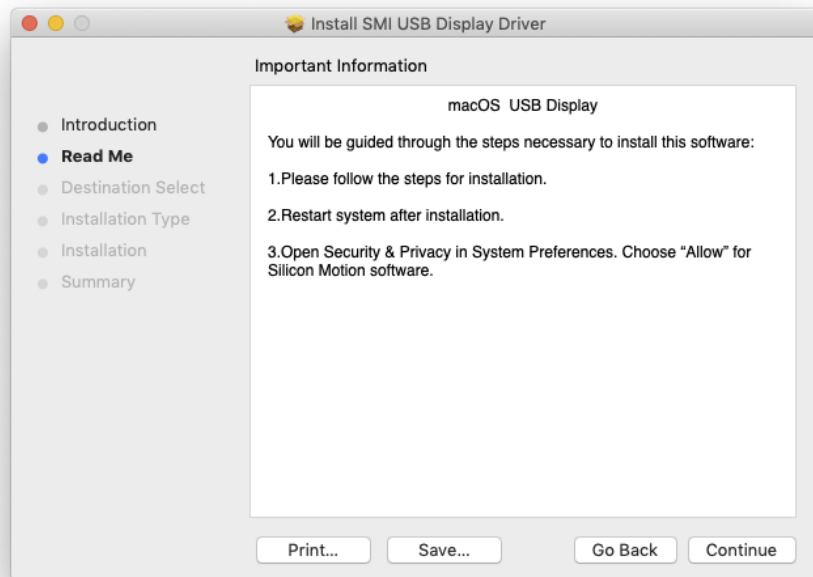 Install SMI USB Display Driver
Important Information
Introduction
Read Me
Destination Select
Installation Type
Installation
Summary
macOS  USB Display
You will be guided through the steps necessary to install this software:
1.Please follow the steps for installation.
2.Restart system after installation.
3.Open Security & Privacy in System Preferences. Choose “Allow” for
Silicon Motion software.
Print...
Save...
Go Back
Continue